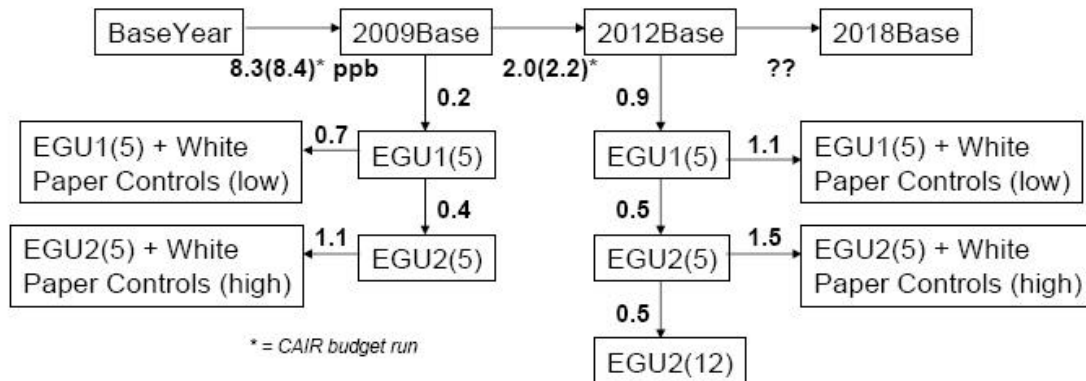 BaseYear
2009Base
2012Base
2018Base
8.3(8.4)* ppb
2.0(2.2)*
??
0.2
0.9
EGU1(5) + White
Paper Controls (low)
0.7
EGU1(5)
EGU1(5)
1.1
EGU1(5) + White
Paper Controls (low)
0.4
0.5
EGU2(5) + White
Paper Controls (high)
1.1
EGU2(5)
EGU2(5)
1.5
EGU2(5) + White
Paper Controls (high)
0.5
* = CAIR budget run
EGU2(12)